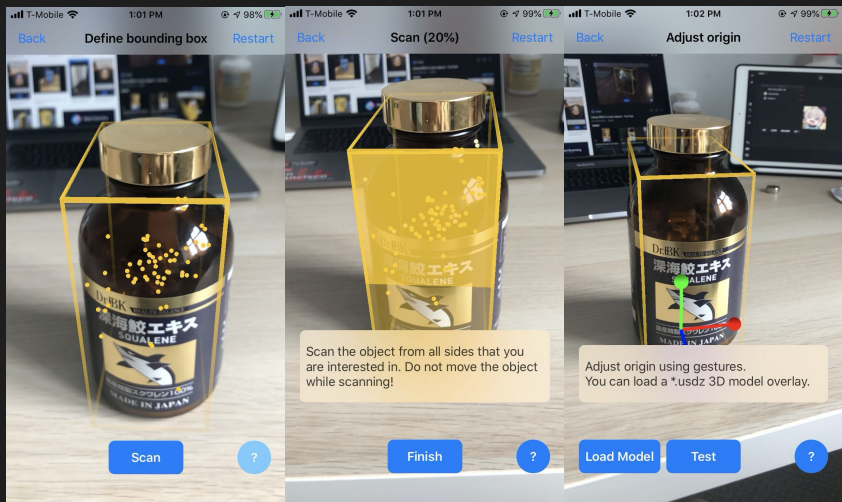 T-Mobile
1:01 PM
98%
Back
Define bounding box
Restart
Dr.BK
深海鮫エキス
SQUALENE
MADE IN JAPAN
Scan
?
T-Mobile
1:01 PM
99%
Back
Scan (20%)
Restart
深海鮫エキス
SQUALENE
Scan the object from all sides that you
are interested in. Do not move the object
while scanning!
Finish
?
T-Mobile
1:02 PM
99%
Back
Adjust origin
Restart
Dr.BK
深海鮫エキス
SQUALENE
MADE IN JAPAN
Adjust origin using gestures.
You can load a *.usdz 3D model overlay.
Load Model
Test
?